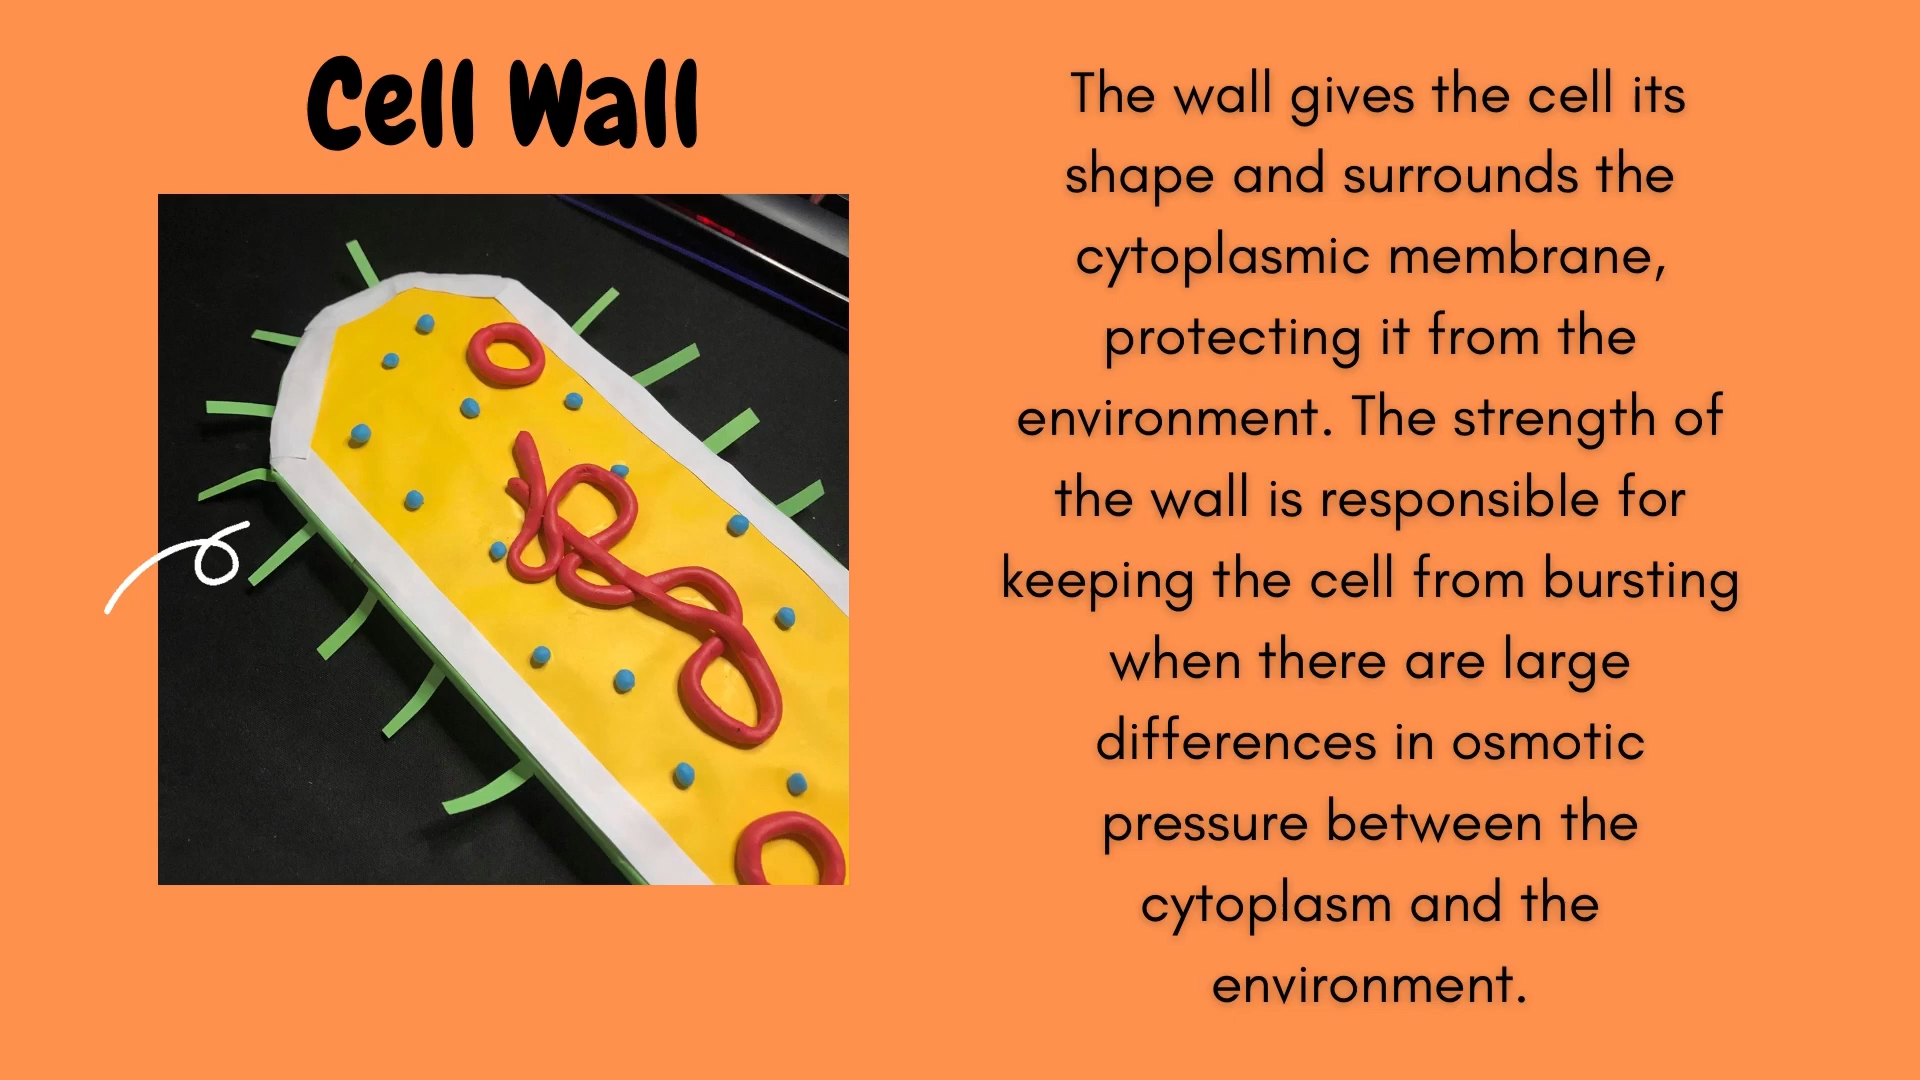 Cell Wall
The wall gives the cell its
shape and surrounds the
cytoplasmic membrane,
protecting it from the
environment. The strength of
the wall is responsible for
keeping the cell from bursting
when there are large
differences in osmotic
pressure between the
cytoplasm and the
environment.